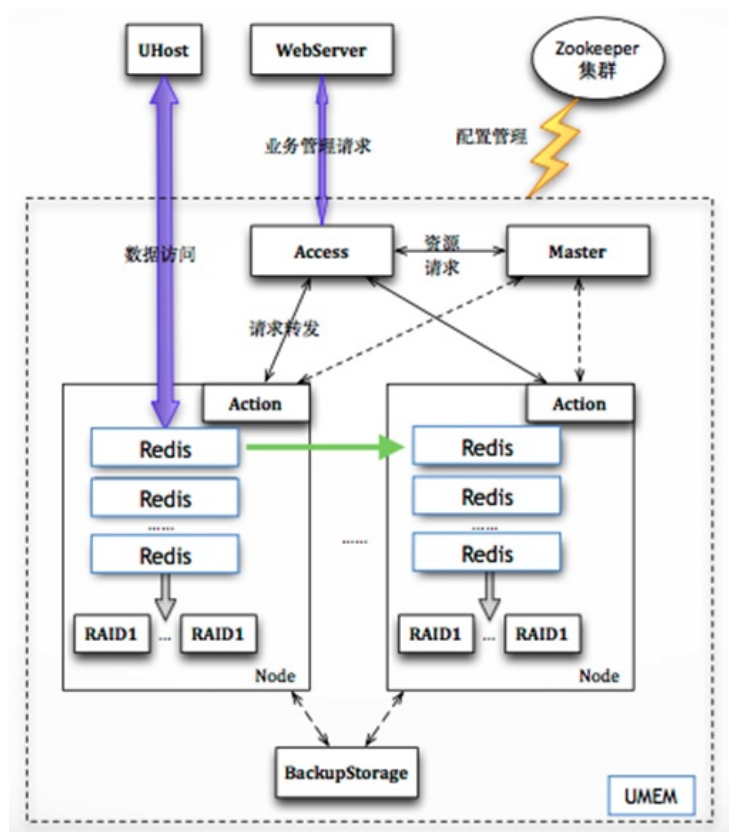 UHost
WebServer
Zookeeper
集群
业务管理请求
配置管理
数据访问
Access
资源
请求
Master
请求转发
Action
Action
Redis
Redis
Redis
Redis
......
......
Redis
Redis
......
RAID1
...
RAID1
RAID1
...
RAID1
Node
Node
BackupStorage
UMEM